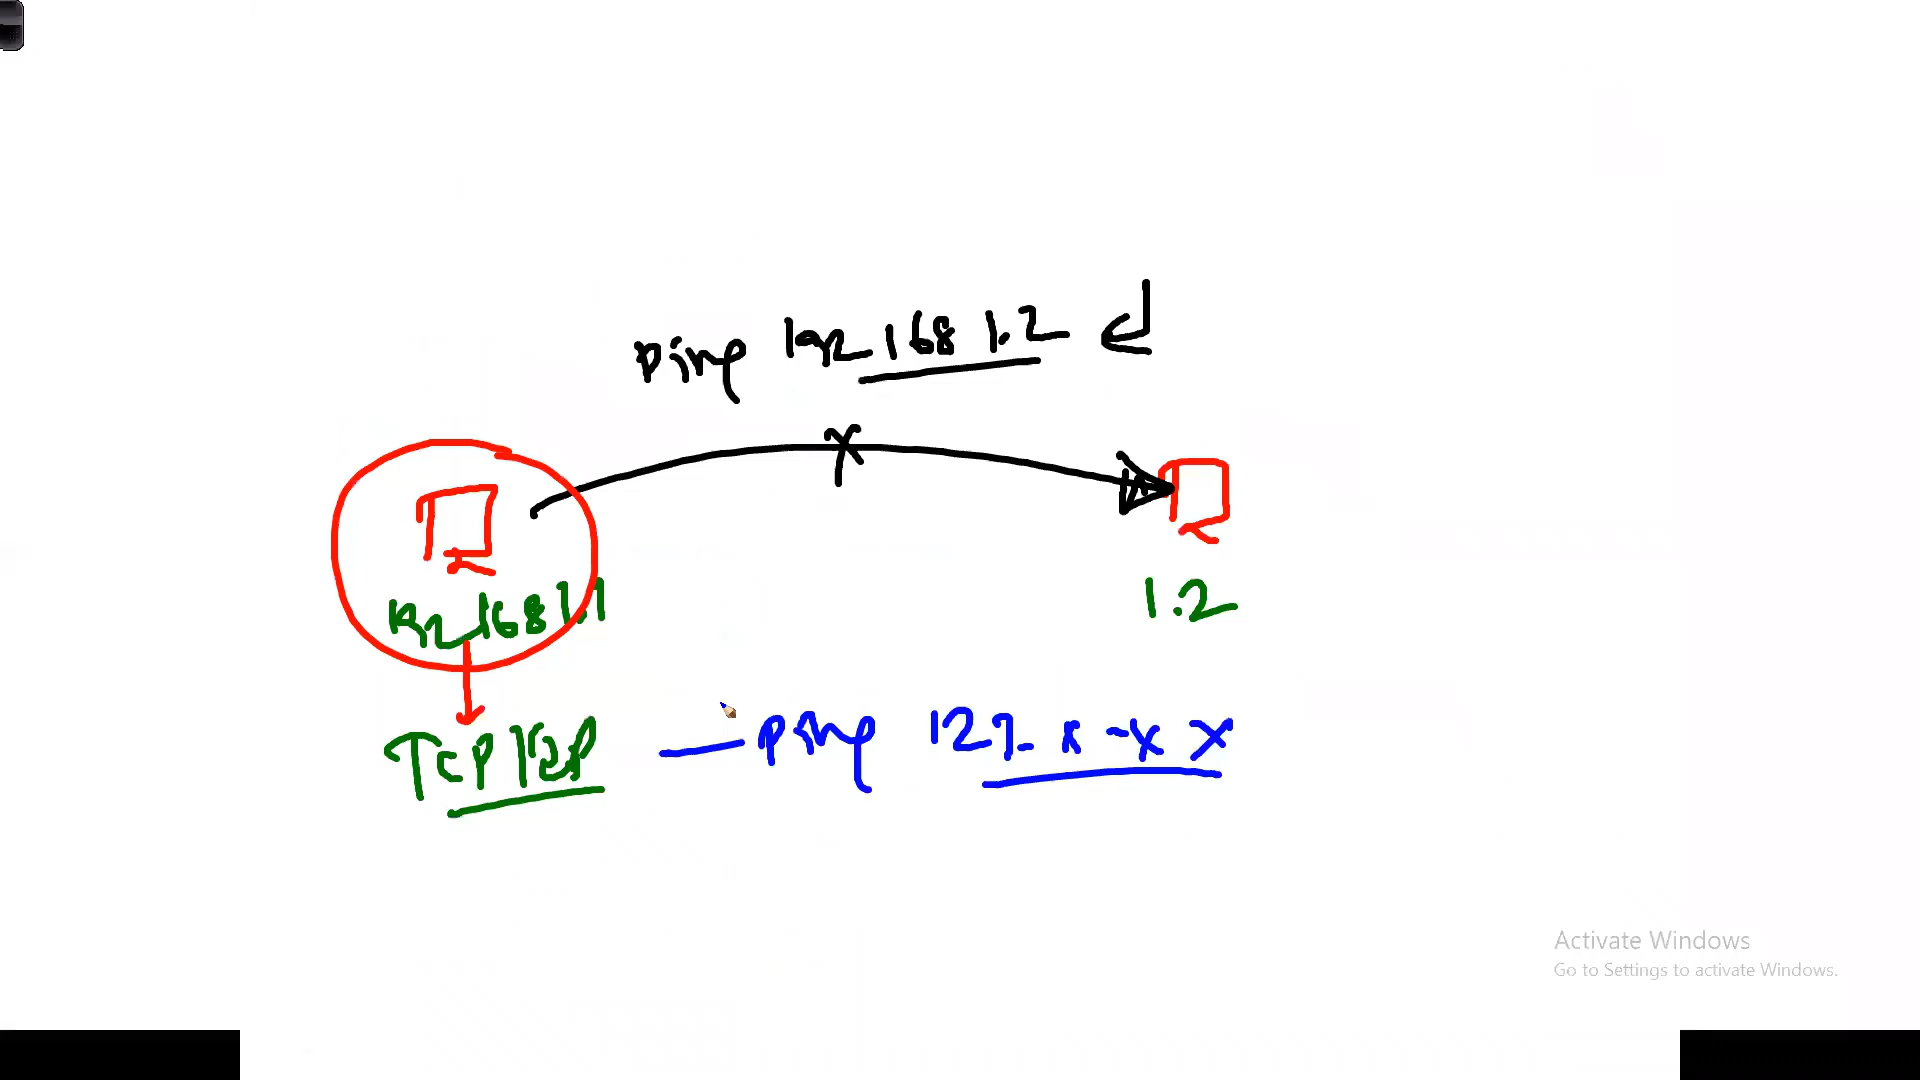 ping 192 168 1.2
192.168 1.1
1.2
TCP/IP
ping 127. x -x x
Activate Windows
Go to Settings to activate Windows.